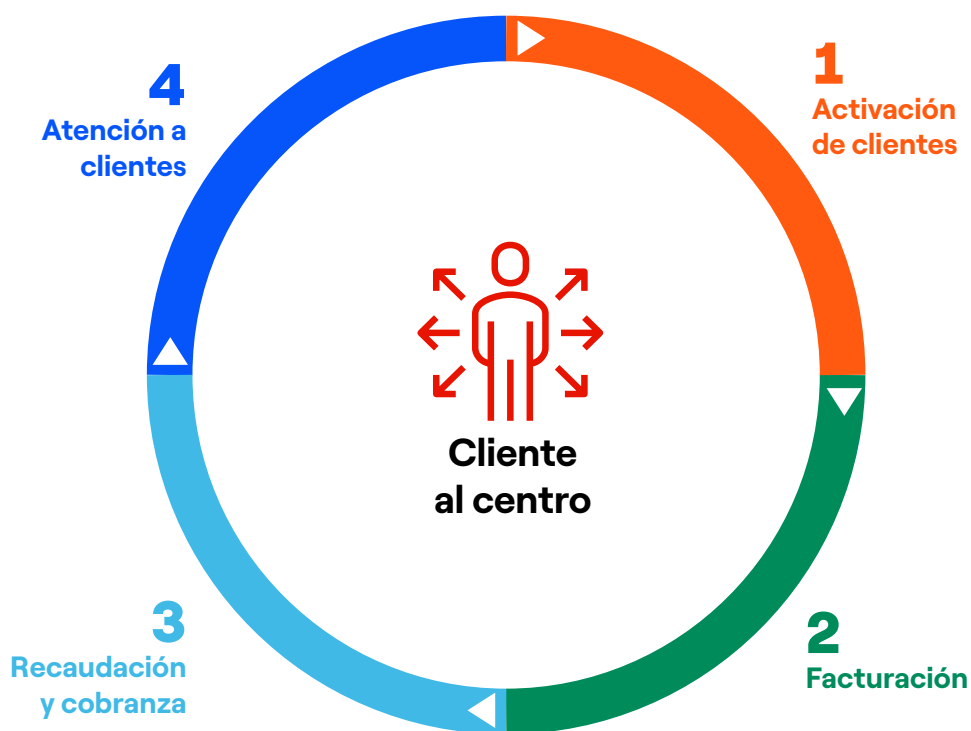 1
Activación
de clientes
2
Facturación
3
Recaudación
y cobranza
4
Atención a
clientes
Cliente
al centro